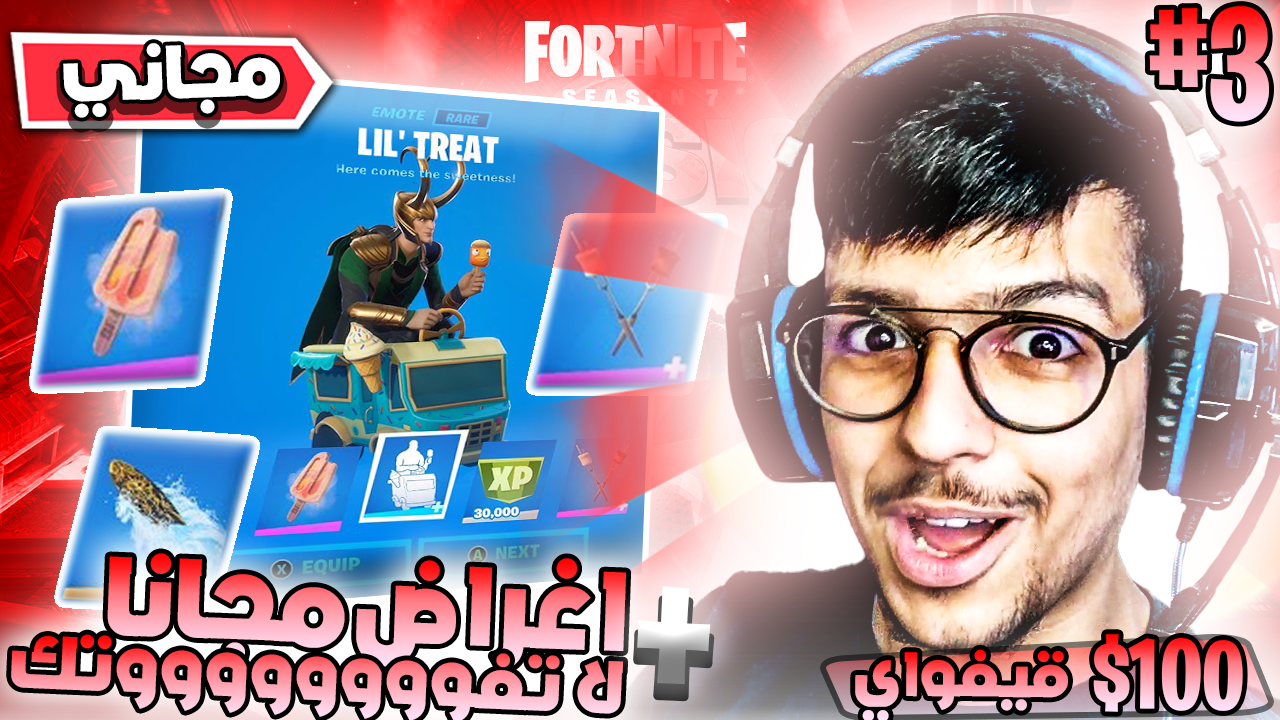 FORTNITE
SEASON 7
#3
مجاني
EMOTE RARE
LIL' TREAT
Here comes the sweetness!
XP
30,000
X EQUIP
A NEXT
اغراض مجانا
لا تفووووووووتك
+
100$ قيفواي